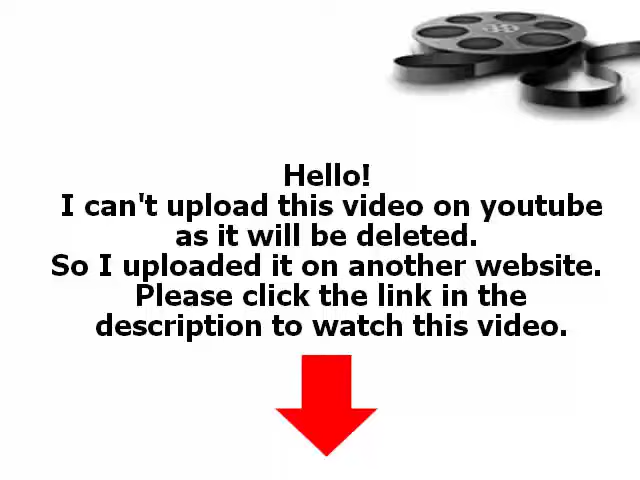 Hello!
I can't upload this video on youtube
as it will be deleted.
So I uploaded it on another website.
Please click the link in the
description to watch this video.